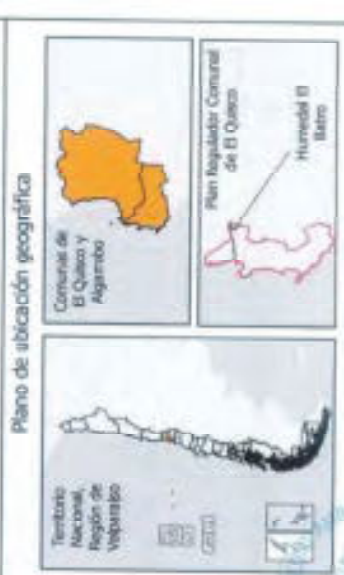 Plano de ubicación geográfica
Territorio
Nacional,
Región de
Valparaíso
Comunas de
El Quisco y
Algarrobo
Plan Regulador Comunal
de El Quisco
Humedal El
Batro